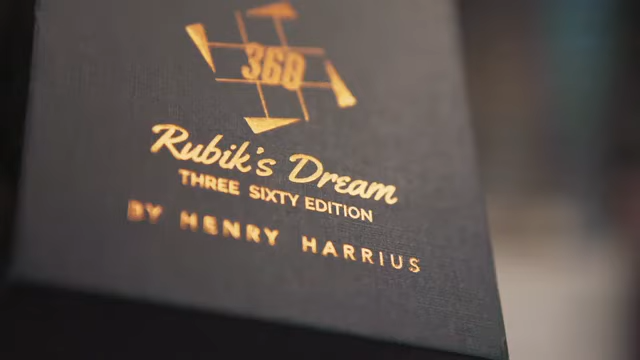 360
Rubik's Dream
THREE SIXTY EDITION
BY HENRY HARRIUS